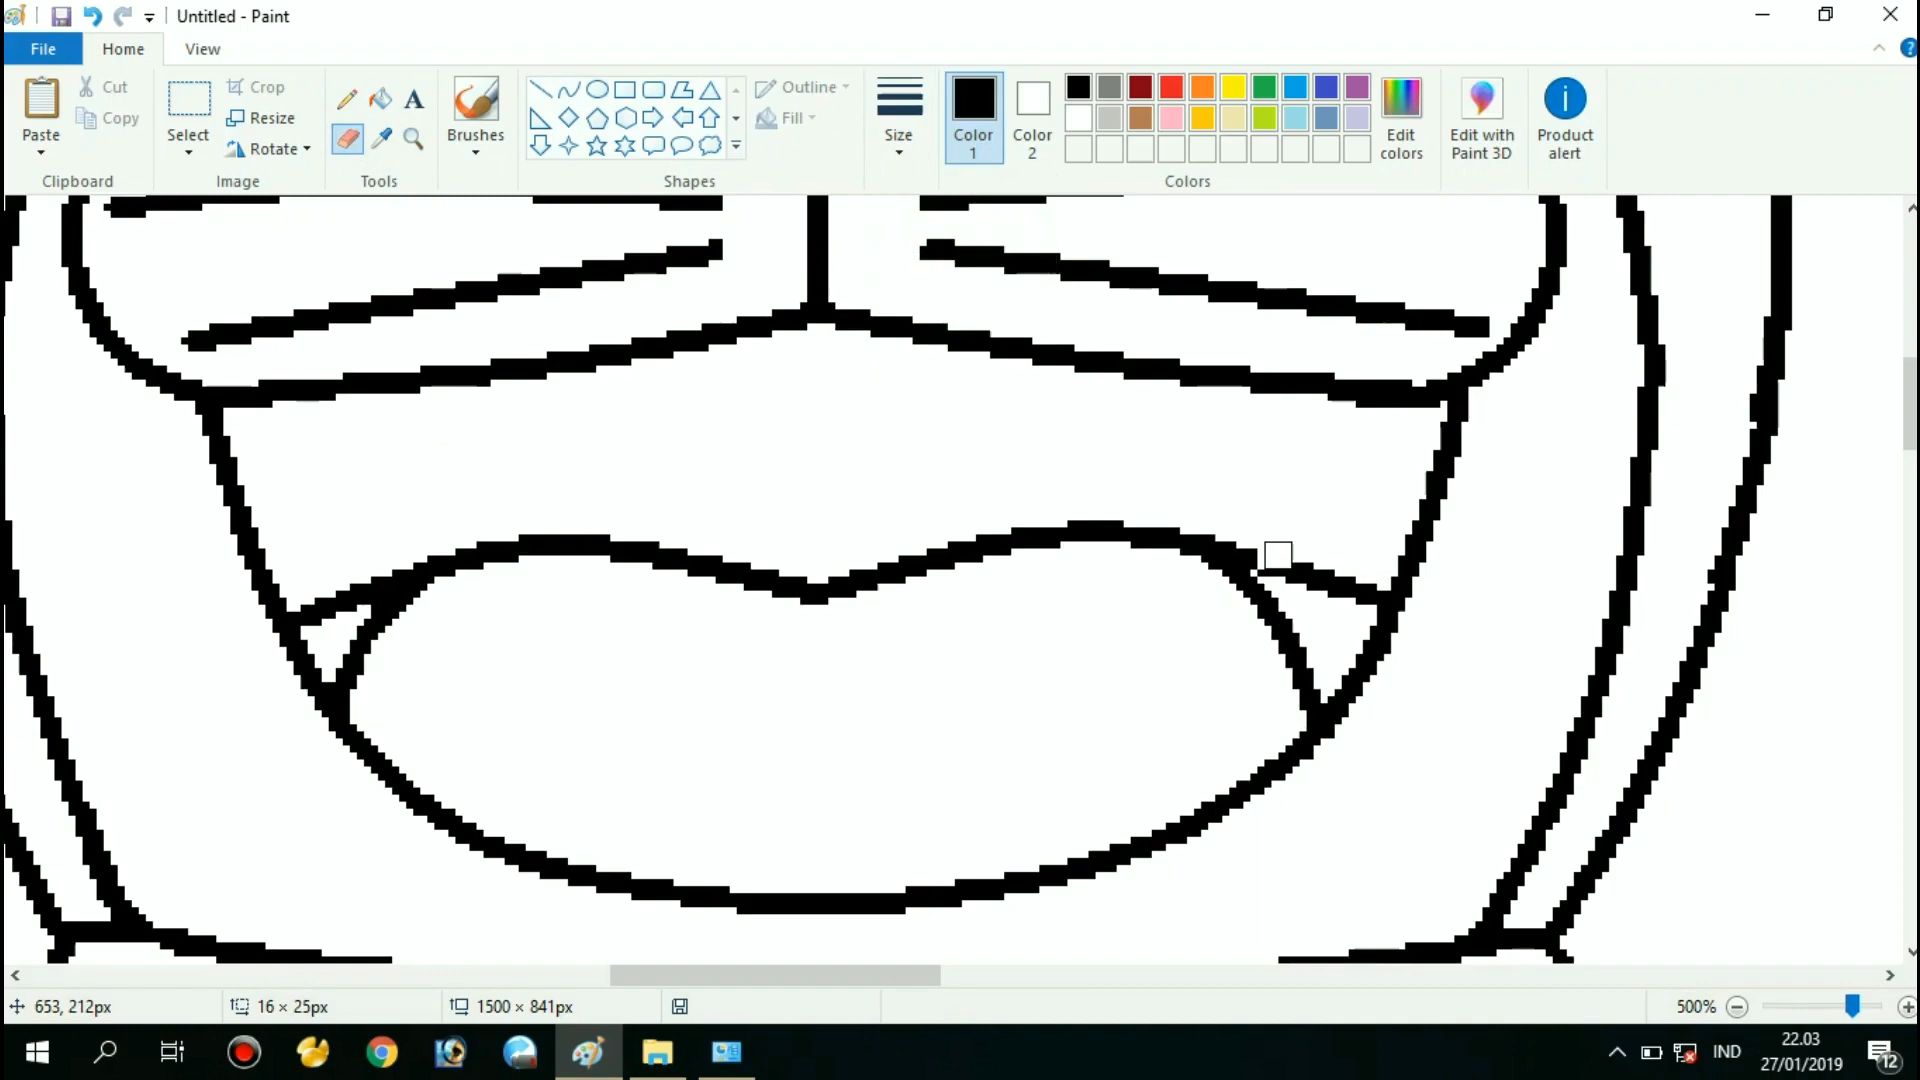 Untitled - Paint
File
Home
View
Paste
Cut
Copy
Clipboard
Select
Crop
Resize
Rotate
Image
A
Tools
Brushes
Shapes
Outline
Fill
Size
Color
1
Color
2
Colors
Edit
colors
Edit with
Paint 3D
Product
alert
653, 212px
16 × 25px
1500 × 841px
500%
IND
22.03
27/01/2019
12